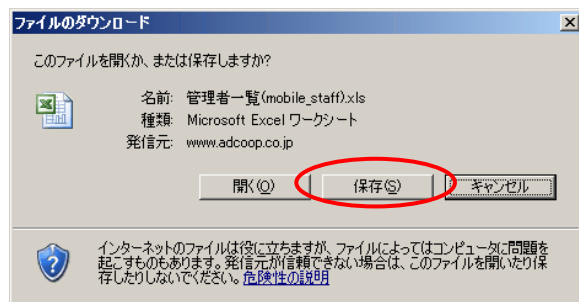 ファイルのダウンロード
このファイルを開くか、または保存しますか?
名前: 管理者一覧(mobile_staff).xls
種類: Microsoft Excel ワークシート
発信元: www.adcoop.co.jp
開く(O) 保存(S) キャンセル
インターネットのファイルは役に立ちますが、ファイルによってはコンピュータに問題を
起こすものもあります。発信元が信頼できない場合は、このファイルを開いたり保
存したりしないでください。危険性の説明